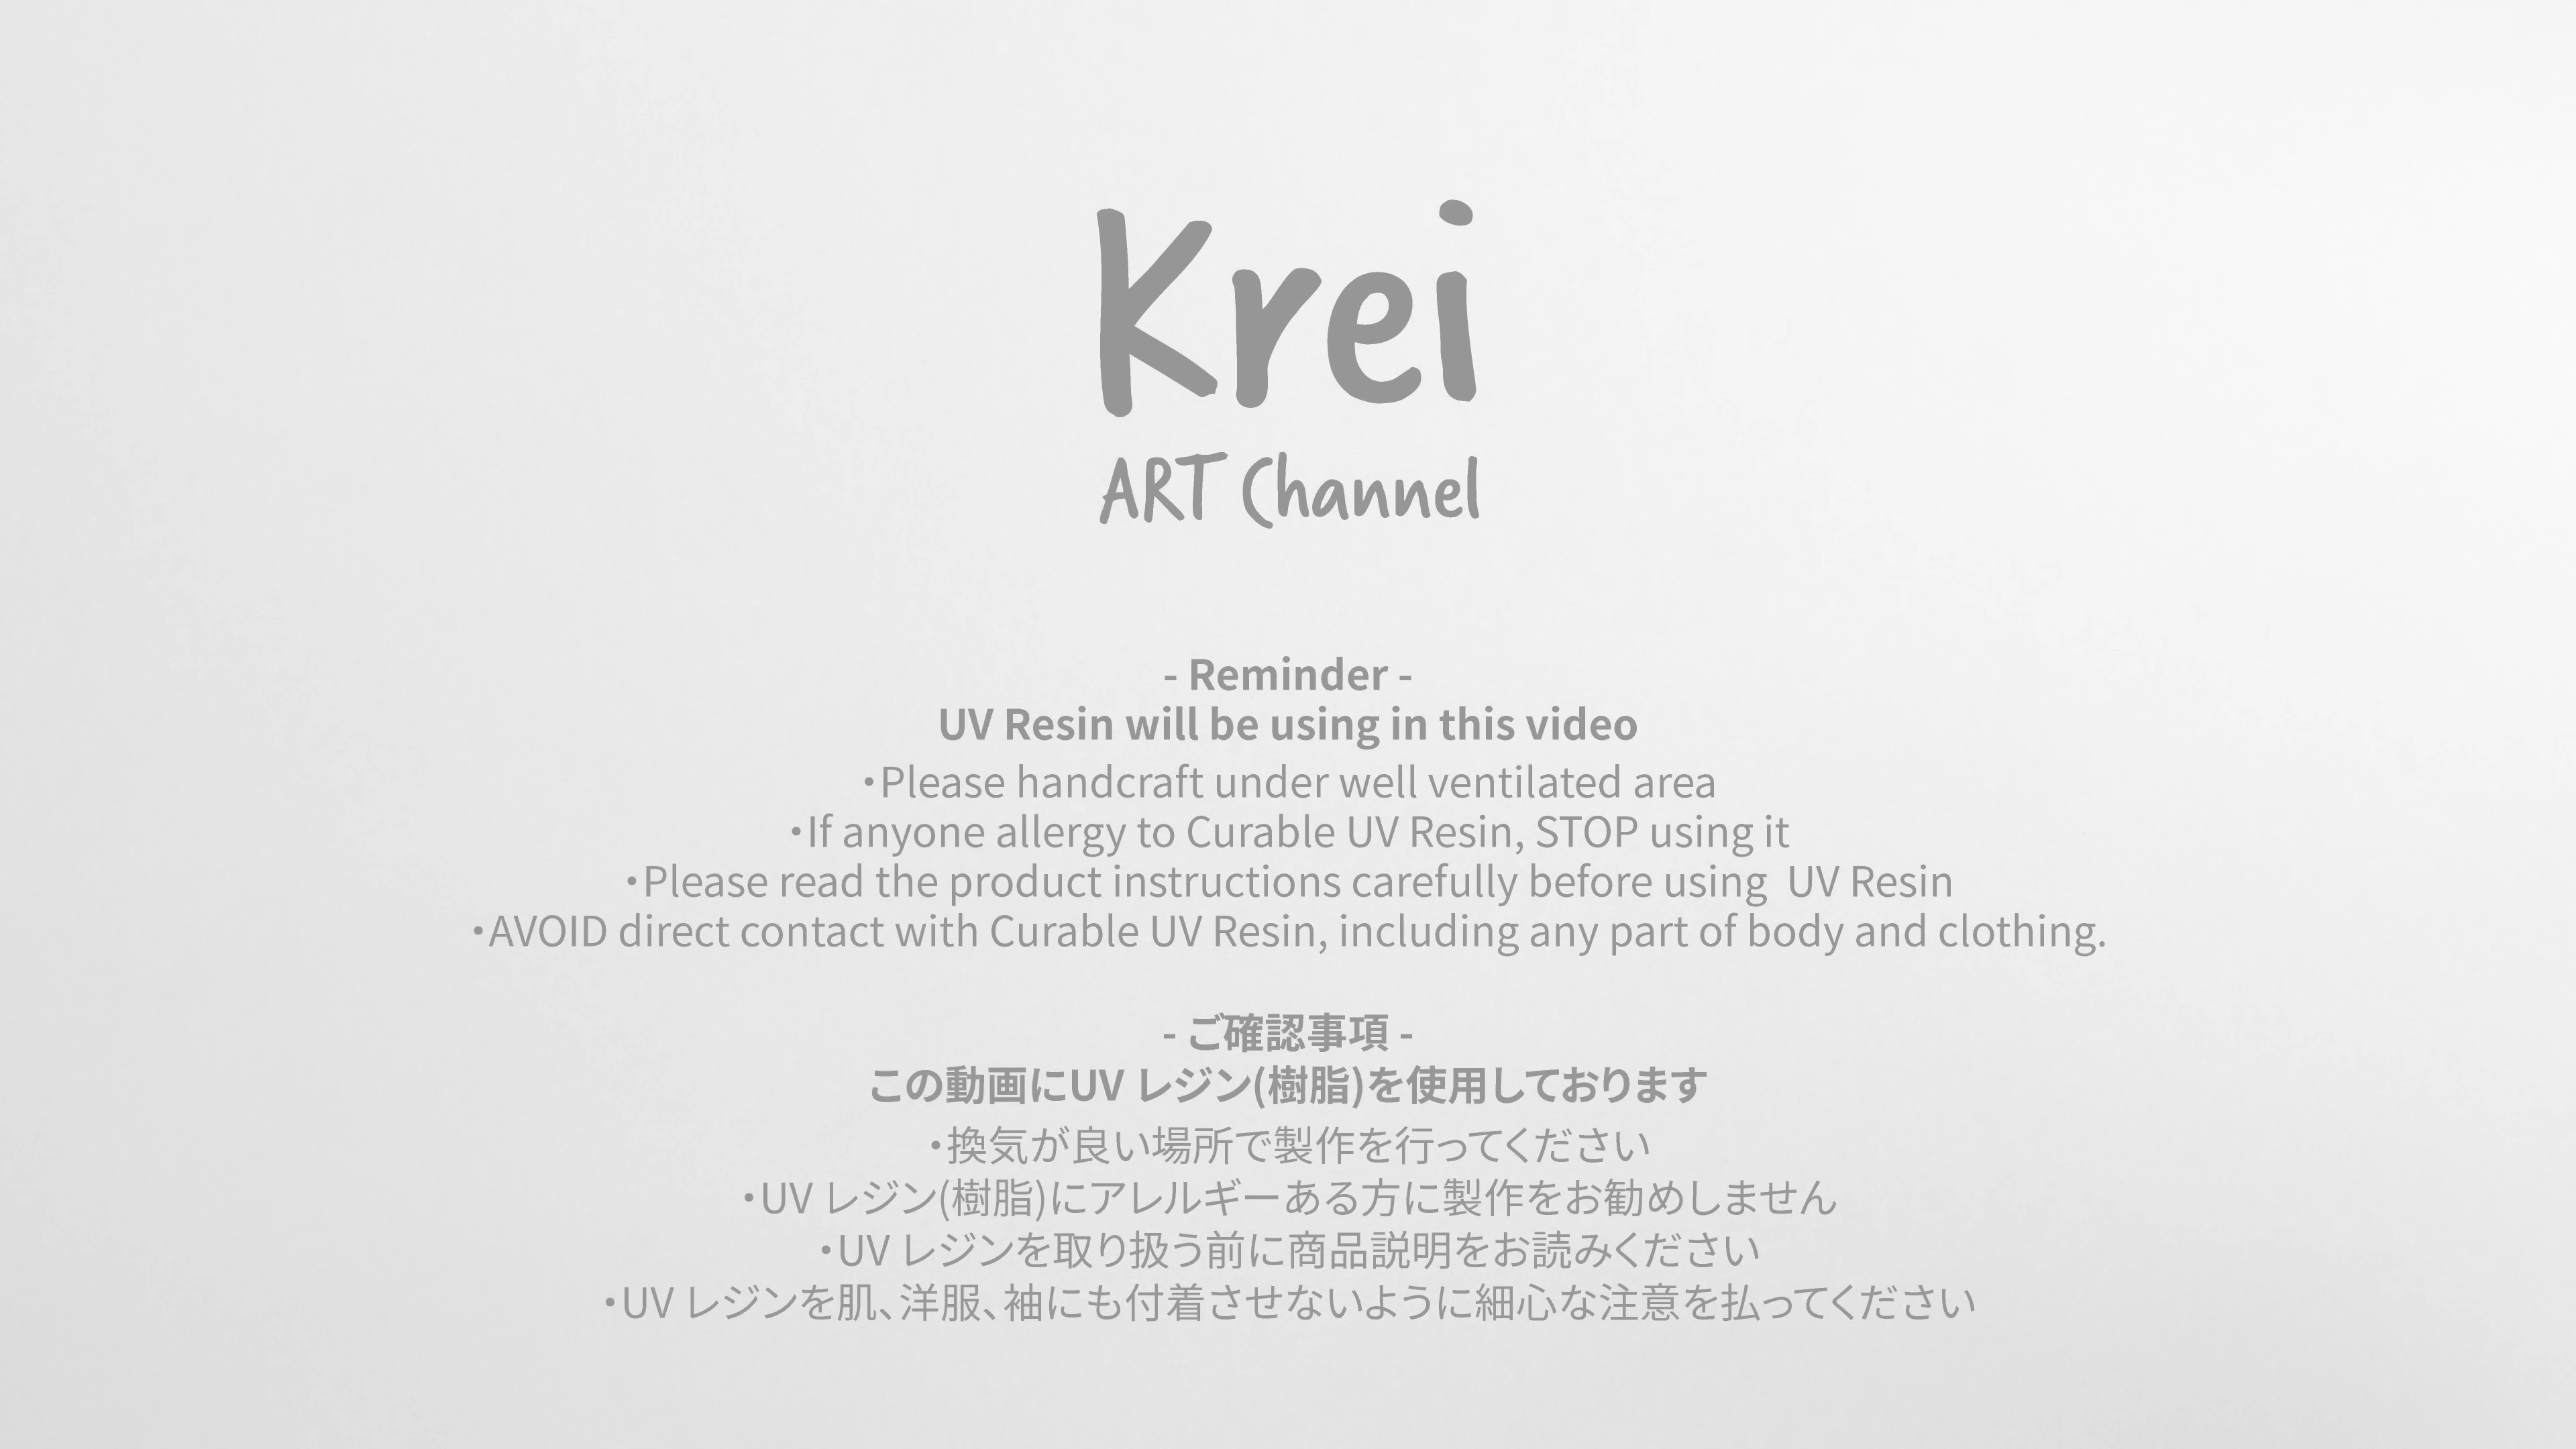 Krei
ART Channel
- Reminder -
UV Resin will be using in this video
・Please handcraft under well ventilated area
・If anyone allergy to Curable UV Resin, STOP using it
・Please read the product instructions carefully before using  UV Resin
・AVOID direct contact with Curable UV Resin, including any part of body and clothing.
- ご確認事項 -
この動画にUV レジン(樹脂)を使用しております
・換気が良い場所で製作を行ってください
・UV レジン(樹脂)にアレルギーある方に製作をお勧めしません
・UV レジンを取り扱う前に商品説明をお読みください
・UV レジンを肌、洋服、袖にも付着させないように細心な注意を払ってください